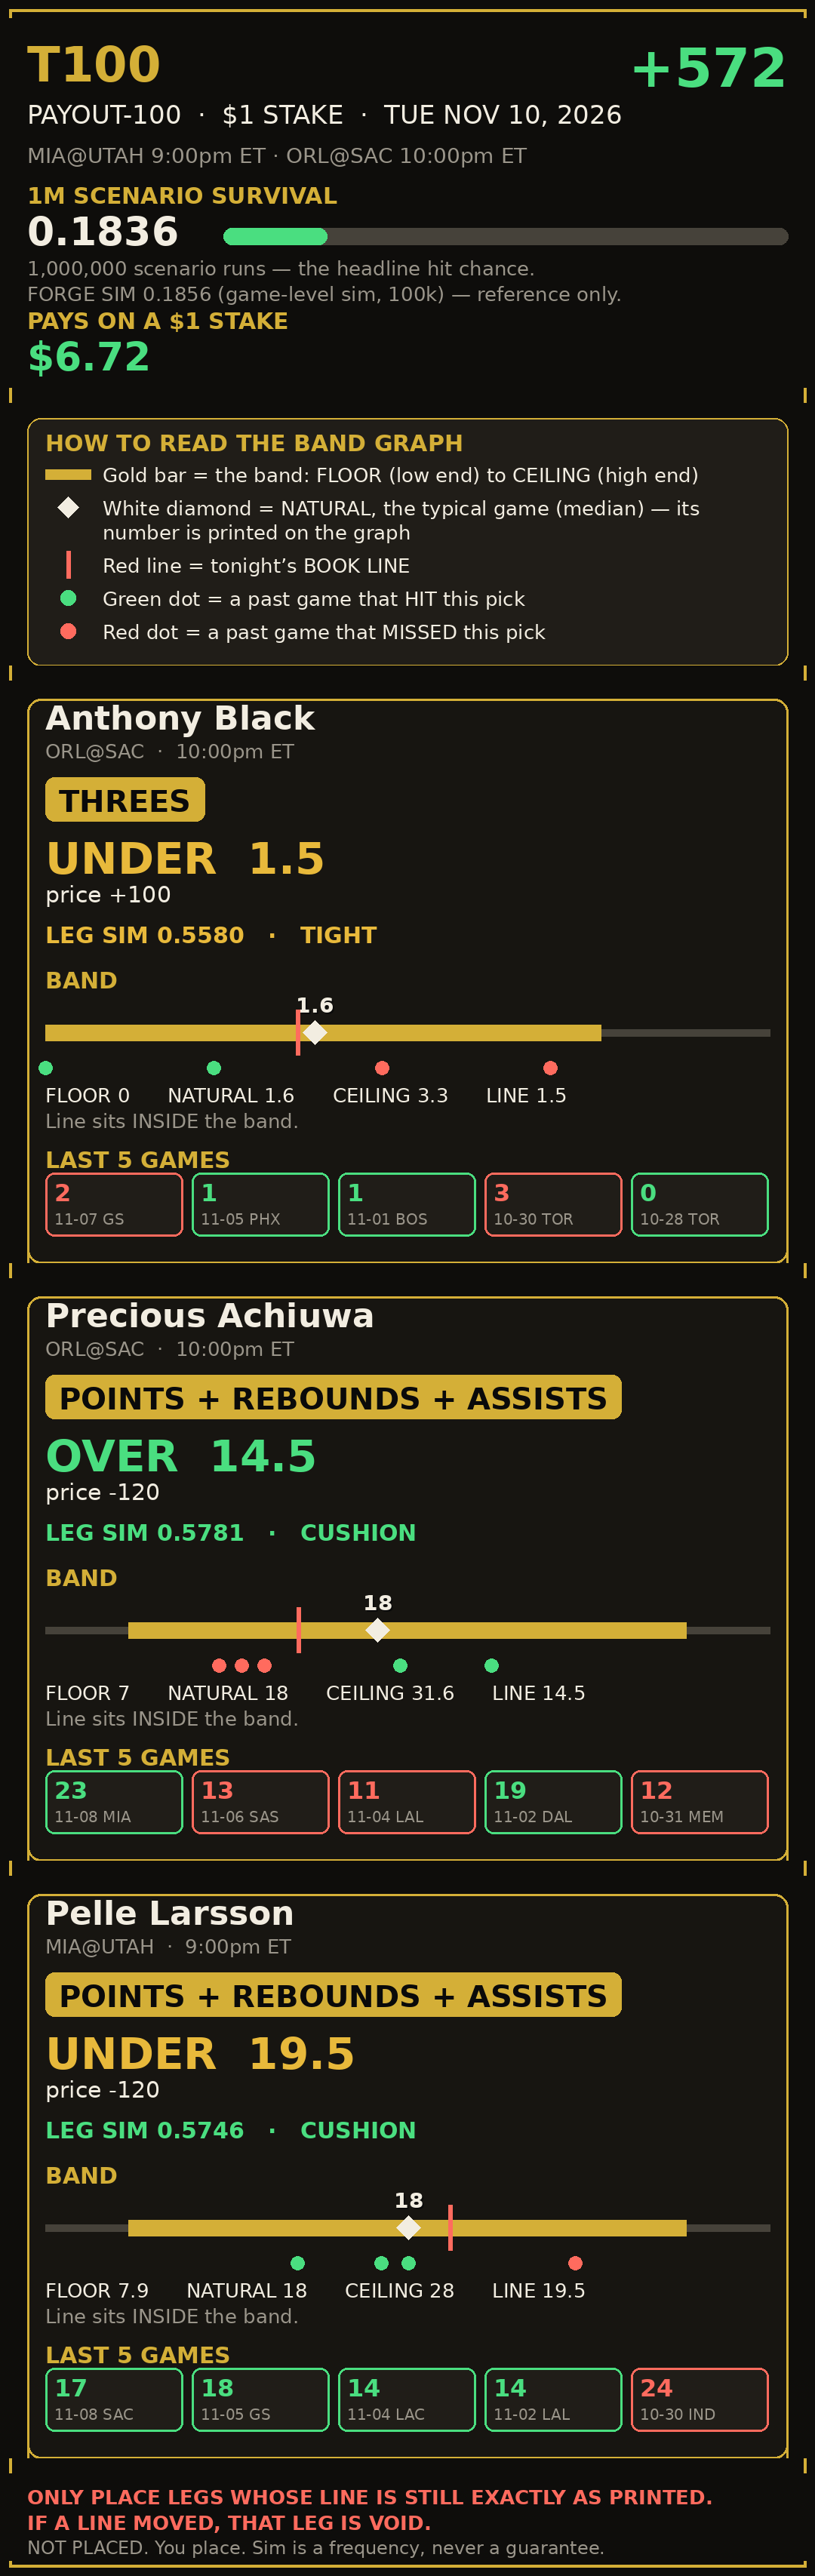 T100
+572
PAYOUT-100 · $1 STAKE · TUE NOV 10, 2026
MIA@UTAH 9:00pm ET · ORL@SAC 10:00pm ET
1M SCENARIO SURVIVAL
0.1836
1,000,000 scenario runs — the headline hit chance.
FORGE SIM 0.1856 (game-level sim, 100k) — reference only.
PAYS ON A $1 STAKE
$6.72
HOW TO READ THE BAND GRAPH
Gold bar = the band: FLOOR (low end) to CEILING (high end)
White diamond = NATURAL, the typical game (median) — its
number is printed on the graph
Red line = tonight’s BOOK LINE
Green dot = a past game that HIT this pick
Red dot = a past game that MISSED this pick
Anthony Black
ORL@SAC · 10:00pm ET
THREES
UNDER 1.5
price +100
LEG SIM 0.5580 · TIGHT
BAND
1.6
FLOOR 0 NATURAL 1.6 CEILING 3.3 LINE 1.5
Line sits INSIDE the band.
LAST 5 GAMES
2 1 1 3 0
11-07 GS 11-05 PHX 11-01 BOS 10-30 TOR 10-28 TOR
Precious Achiuwa
ORL@SAC · 10:00pm ET
POINTS + REBOUNDS + ASSISTS
OVER 14.5
price -120
LEG SIM 0.5781 · CUSHION
BAND
18
FLOOR 7 NATURAL 18 CEILING 31.6 LINE 14.5
Line sits INSIDE the band.
LAST 5 GAMES
23 13 11 19 12
11-08 MIA 11-06 SAS 11-04 LAL 11-02 DAL 10-31 MEM
Pelle Larsson
MIA@UTAH · 9:00pm ET
POINTS + REBOUNDS + ASSISTS
UNDER 19.5
price -120
LEG SIM 0.5746 · CUSHION
BAND
18
FLOOR 7.9 NATURAL 18 CEILING 28 LINE 19.5
Line sits INSIDE the band.
LAST 5 GAMES
17 18 14 14 24
11-08 SAC 11-05 GS 11-04 LAC 11-02 LAL 10-30 IND
ONLY PLACE LEGS WHOSE LINE IS STILL EXACTLY AS PRINTED.
IF A LINE MOVED, THAT LEG IS VOID.
NOT PLACED. You place. Sim is a frequency, never a guarantee.